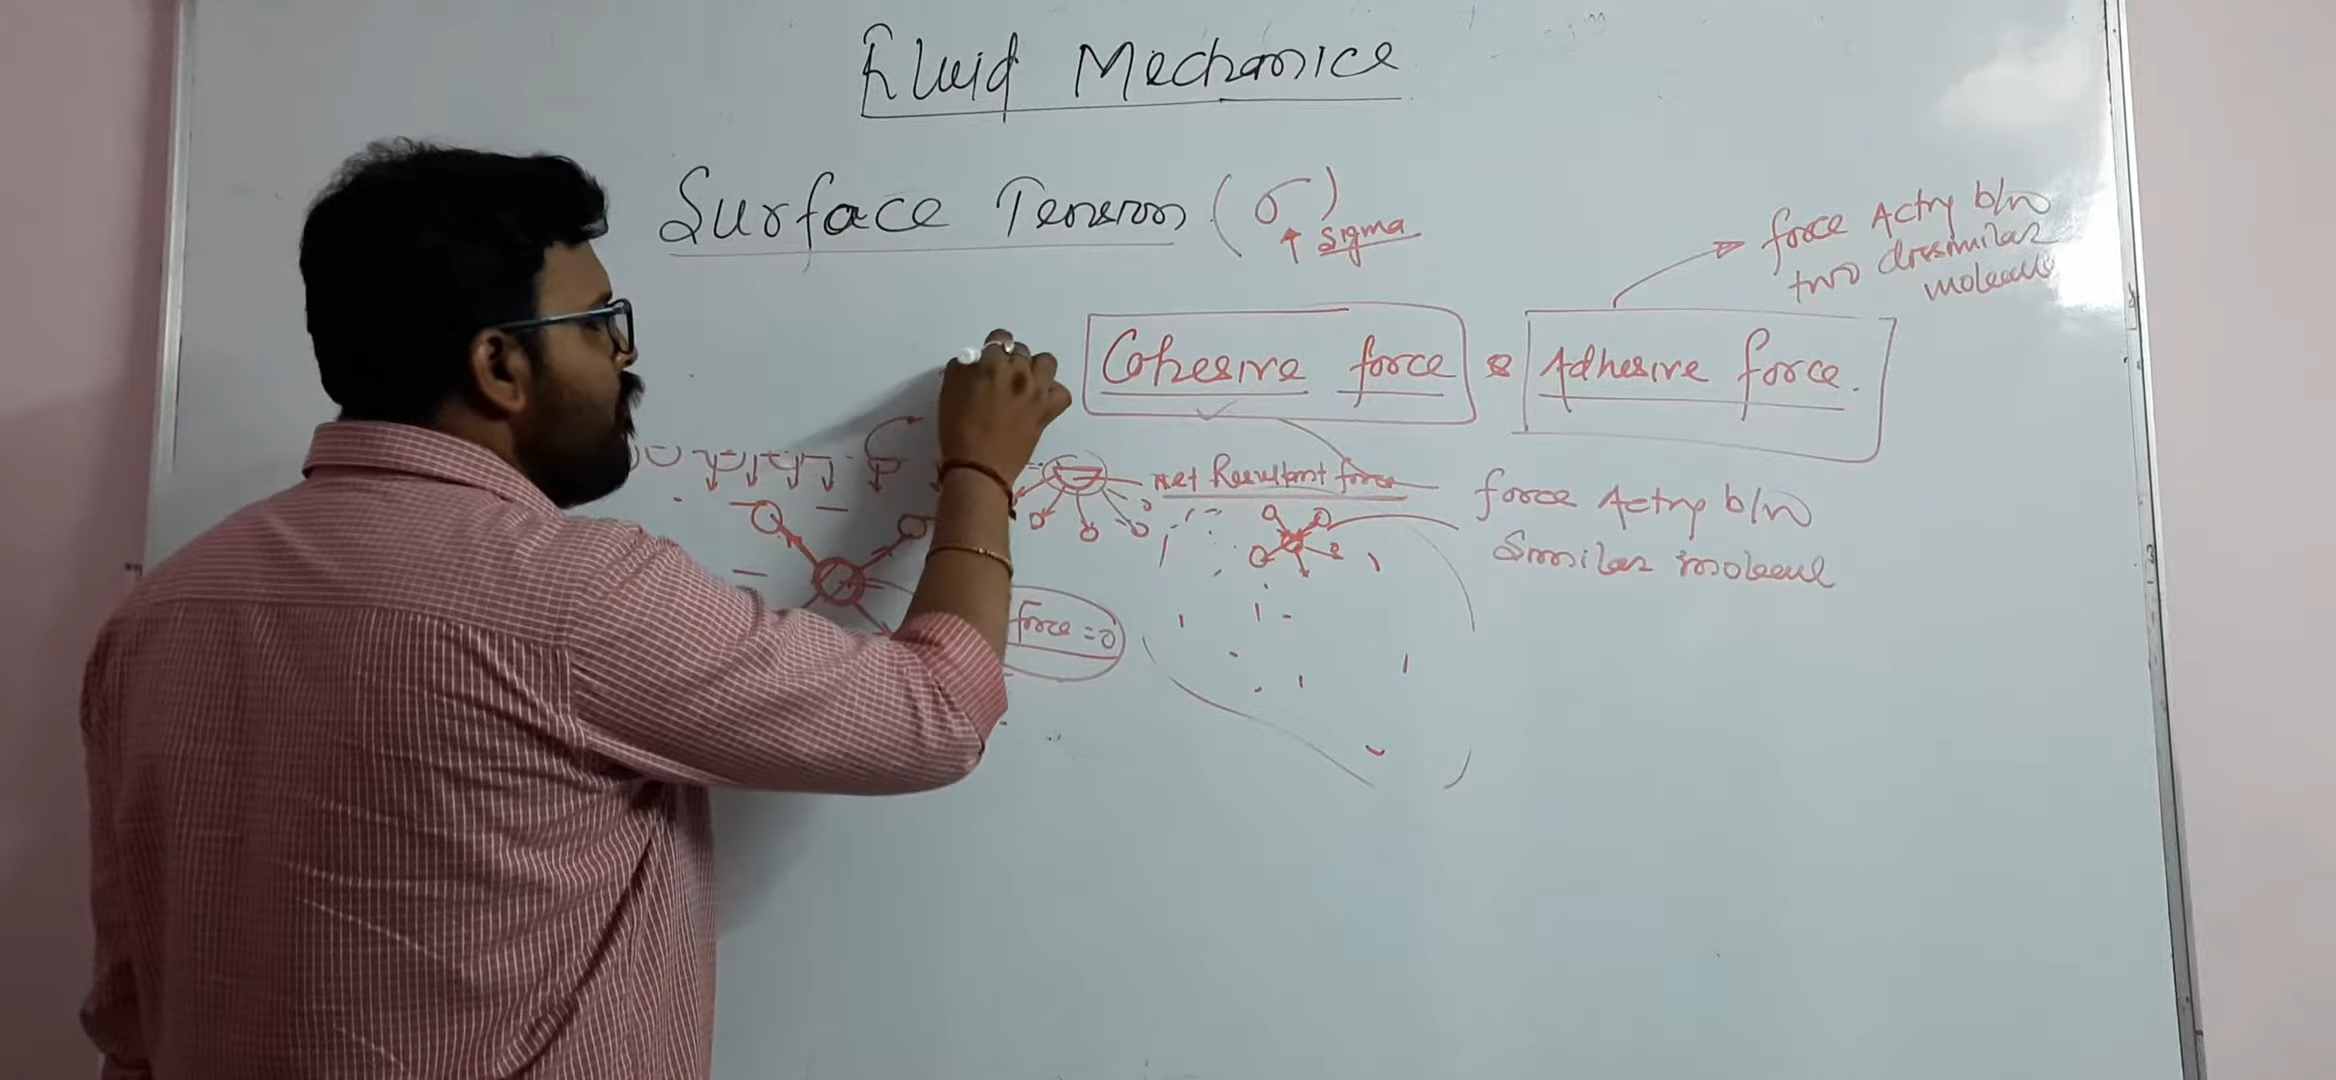 Fluid Mechanics
Surface Tension (σ)
↑ sigma
force Acting b/w
two dissimilar
molecule
Cohesive force & Adhesive force.
net Resultant force
force Acting b/w
Similar molecul
force = 0